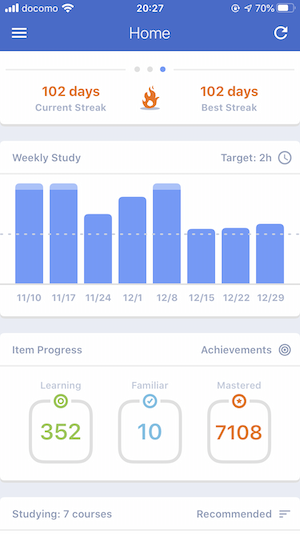 docomo 20:27 70%
Home
102 days 102 days
Current Streak Best Streak
Weekly Study Target: 2h
11/10 11/17 11/24 12/1 12/8 12/15 12/22 12/29
Item Progress Achievements
Learning Familiar Mastered
352 10 7108
Studying: 7 courses Recommended